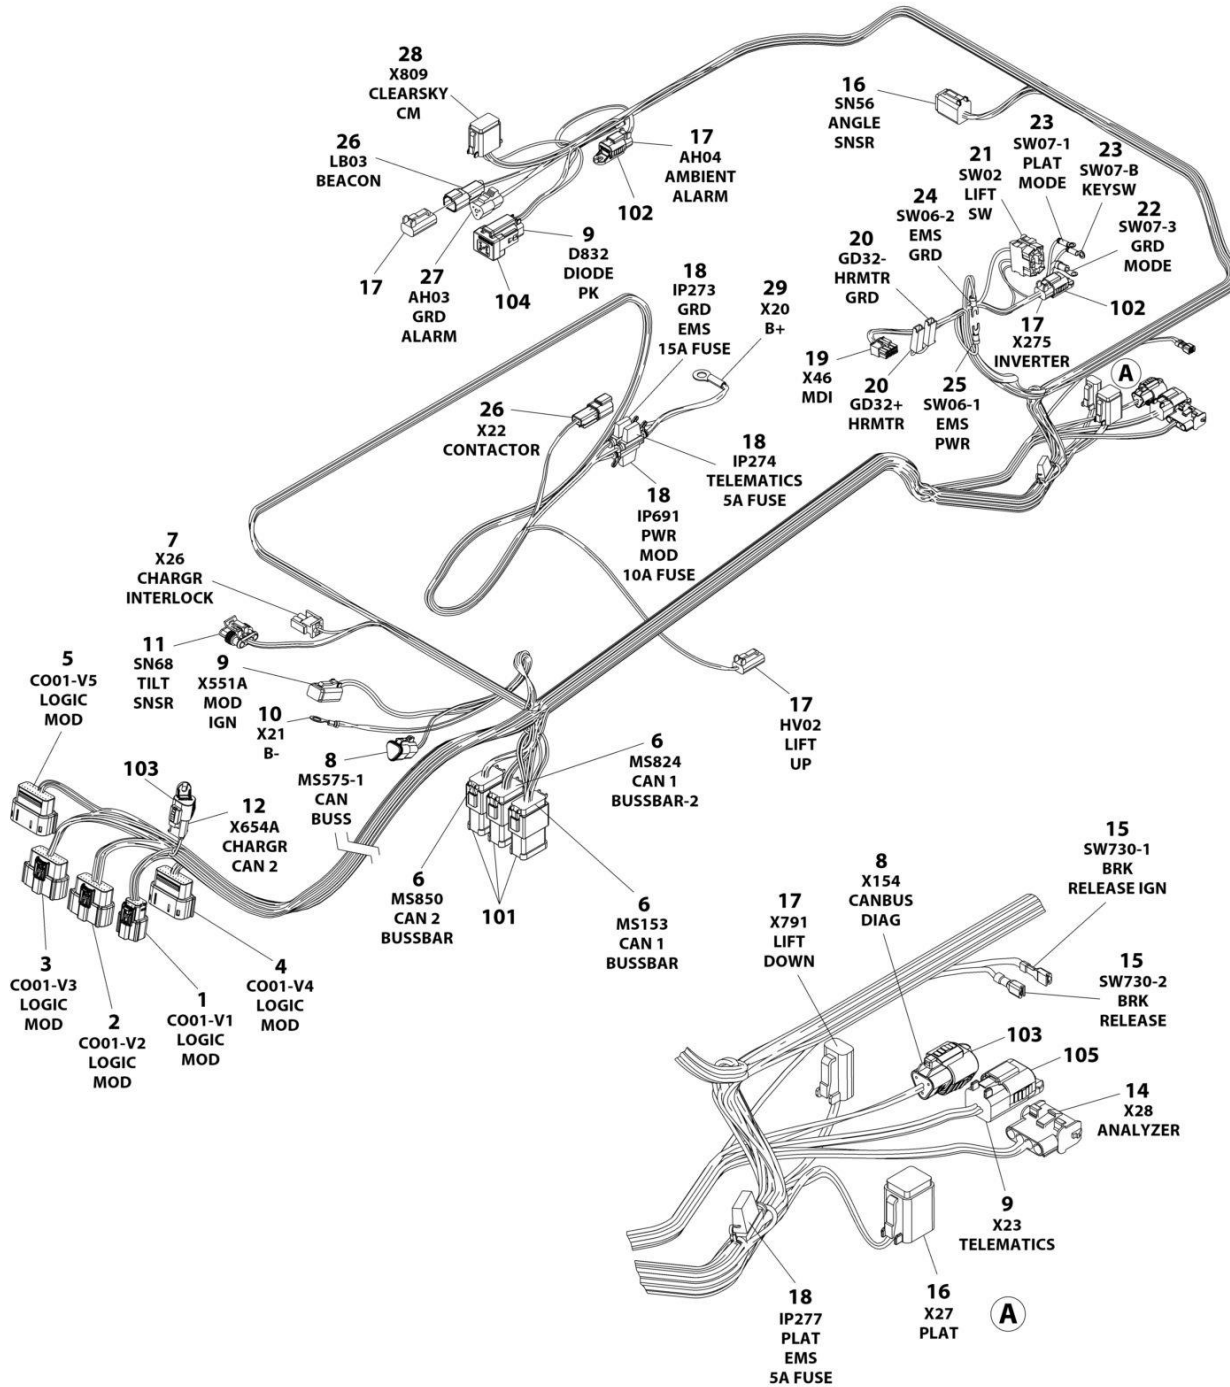 28
X809
CLEARSKY
CM
26
LB03
BEACON
17
27
AH03
GRD
ALARM
104
9
D832
DIODE
PK
102
17
AH04
AMBIENT
ALARM
16
SN56
ANGLE
SNSR
23
SW07-1
PLAT
MODE
23
SW07-B
KEYSW
21
SW02
LIFT
SW
22
SW07-3
GRD
MODE
24
SW06-2
EMS
GRD
20
GD32-
HRMTR
GRD
102
17
X275
INVERTER
19
X46
MDI
20
GD32+
HRMTR
25
SW06-1
EMS
PWR
A
18
IP273
GRD
EMS
15A FUSE
29
X20
B+
26
X22
CONTACTOR
18
IP274
TELEMATICS
5A FUSE
18
IP691
PWR
MOD
10A FUSE
7
X26
CHARGR
INTERLOCK
11
SN68
TILT
SNSR
9
X551A
MOD
IGN
10
X21
B-
5
CO01-V5
LOGIC
MOD
103
12
X654A
CHARGR
CAN 2
8
MS575-1
CAN
BUSS
17
HV02
LIFT
UP
6
MS824
CAN 1
BUSSBAR-2
6
MS850
CAN 2
BUSSBAR
101
6
MS153
CAN 1
BUSSBAR
3
CO01-V3
LOGIC
MOD
2
CO01-V2
LOGIC
MOD
1
CO01-V1
LOGIC
MOD
4
CO01-V4
LOGIC
MOD
15
SW730-1
BRK
RELEASE IGN
8
X154
CANBUS
DIAG
17
X791
LIFT
DOWN
15
SW730-2
BRK
RELEASE
103
105
14
X28
ANALYZER
9
X23
TELEMATICS
18
IP277
PLAT
EMS
5A FUSE
16
X27
PLAT
A